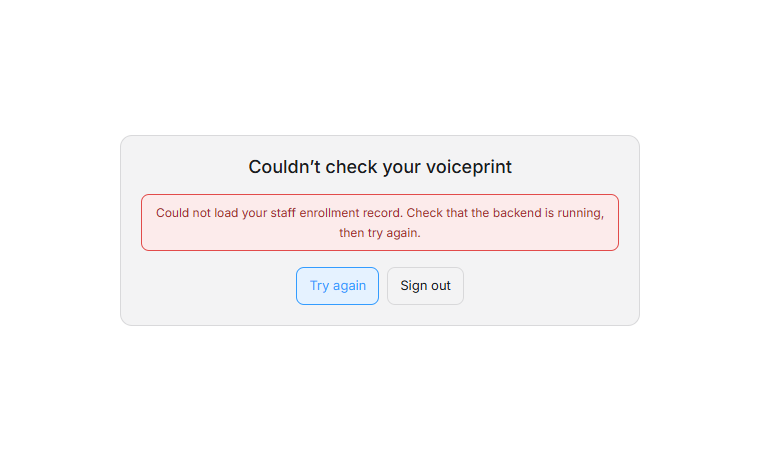 Couldn’t check your voiceprint
Could not load your staff enrollment record. Check that the backend is running,
then try again.
Try again
Sign out